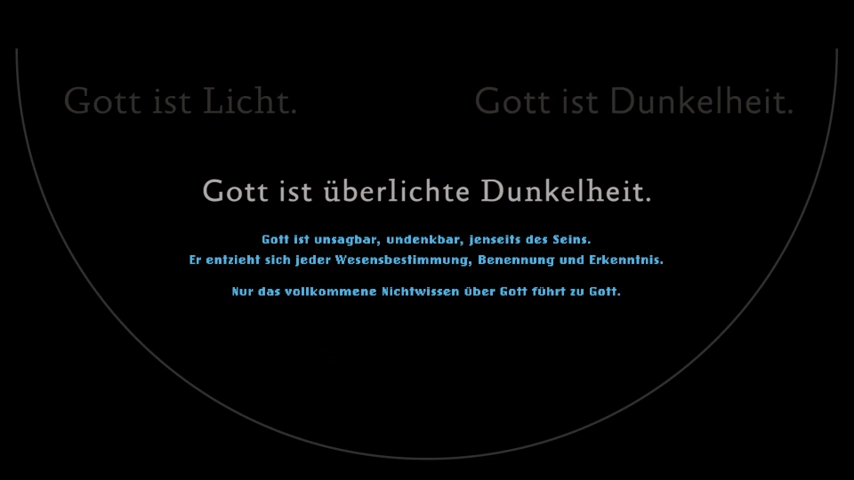 Gott ist Licht.
Gott ist Dunkelheit.
Gott ist überlichte Dunkelheit.
Gott ist unsagbar, undenkbar, jenseits des Seins.
Er entzieht sich jeder Wesensbestimmung, Benennung und Erkenntnis.
Nur das vollkommene Nichtwissen über Gott führt zu Gott.